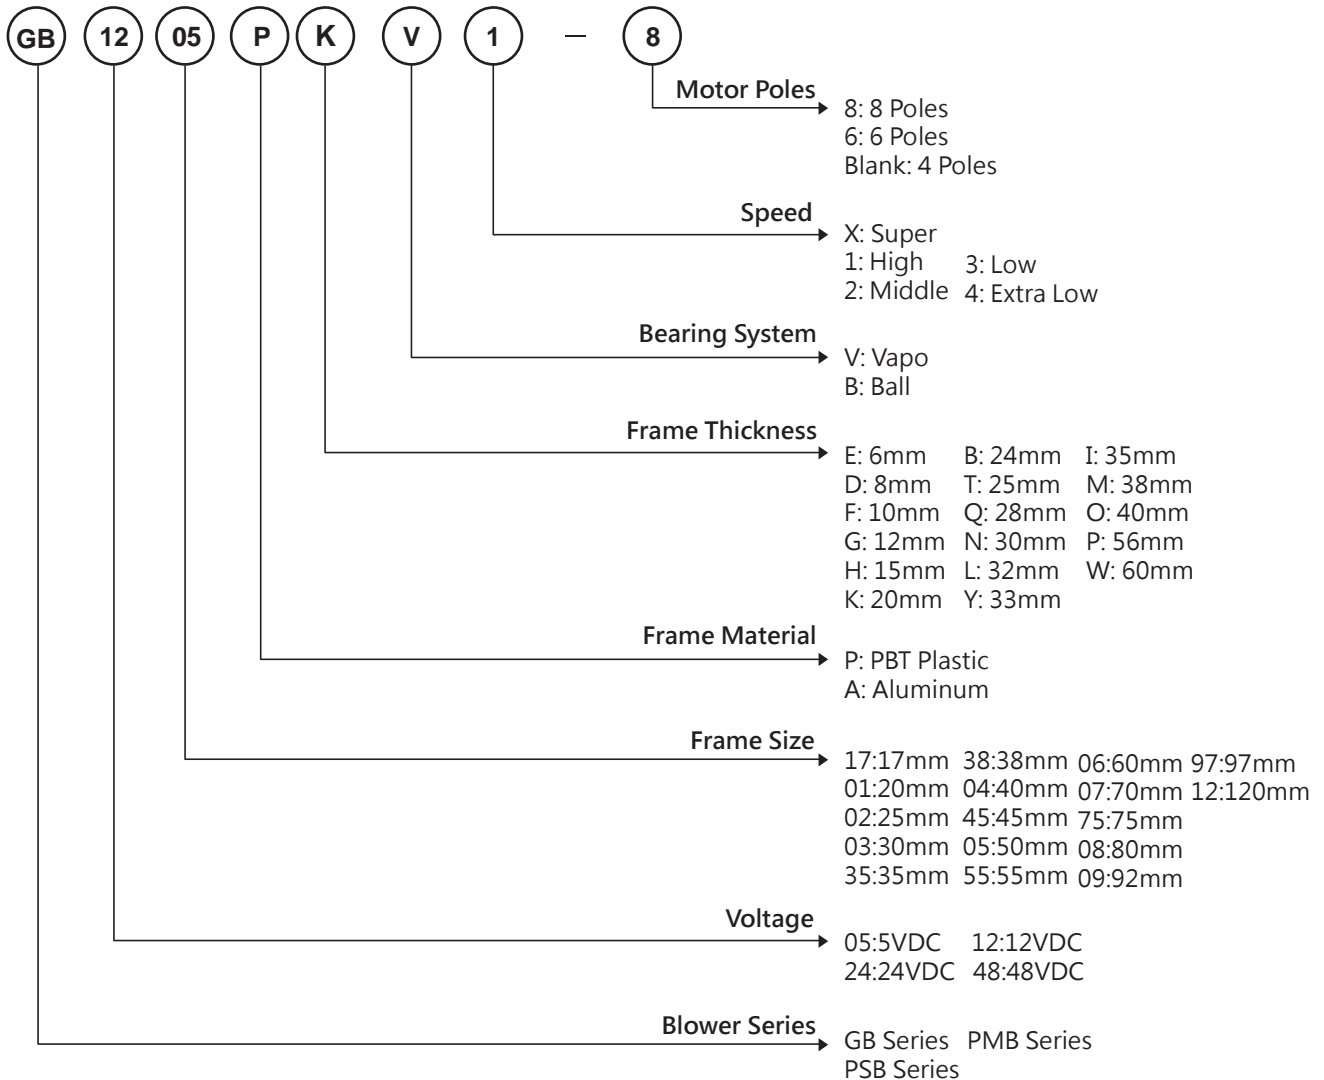 GB 12 05 P K V 1 — 8
Motor Poles
8: 8 Poles
6: 6 Poles
Blank: 4 Poles
Speed
X: Super
1: High 3: Low
2: Middle 4: Extra Low
Bearing System
V: Vapo
B: Ball
Frame Thickness
E: 6mm B: 24mm I: 35mm
D: 8mm T: 25mm M: 38mm
F: 10mm Q: 28mm O: 40mm
G: 12mm N: 30mm P: 56mm
H: 15mm L: 32mm W: 60mm
K: 20mm Y: 33mm
Frame Material
P: PBT Plastic
A: Aluminum
Frame Size
17:17mm 38:38mm 06:60mm 97:97mm
01:20mm 04:40mm 07:70mm 12:120mm
02:25mm 45:45mm 75:75mm
03:30mm 05:50mm 08:80mm
35:35mm 55:55mm 09:92mm
Voltage
05:5VDC 12:12VDC
24:24VDC 48:48VDC
Blower Series
GB Series PMB Series
PSB Series